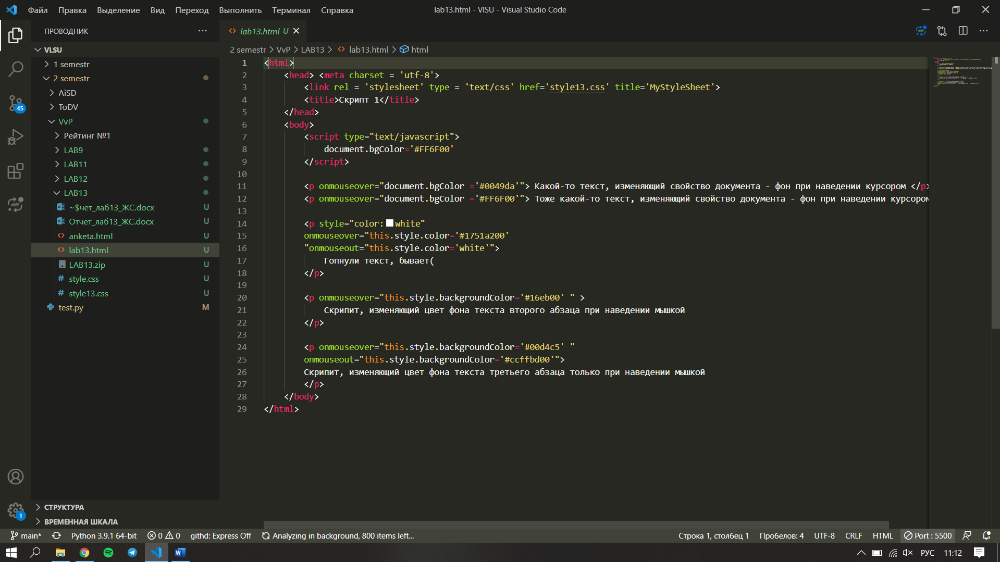 Файл Правка Выделение Вид Переход Выполнить Терминал Справка
lab13.html - VlSU - Visual Studio Code
ПРОВОДНИК
lab13.html U
VLSU
2 semestr > VvP > LAB13 > lab13.html > html
1 semestr
2 semestr
AiSD
ToDV
VvP
Рейтинг №1
LAB9
LAB11
LAB12
LAB13
~$чет_лаб13_ЖС.docx U
Отчет_лаб13_ЖС.docx U
anketa.html U
lab13.html U
LAB13.zip U
style.css U
style13.css U
test.py M
1 <html>
2 <head> <meta charset = 'utf-8'>
3 <link rel = 'stylesheet' type = 'text/css' href='style13.css' title='MyStyleSheet'>
4 <title>Скрипт 1</title>
5 </head>
6 <body>
7 <script type="text/javascript">
8 document.bgColor='#FF6F00'
9 </script>
10
11 <p onmouseover="document.bgColor ='#0049da'"> Какой-то текст, изменяющий свойство документа - фон при наведении курсором </p>
12 <p onmouseover="document.bgColor ='#FF6F00'"> Тоже какой-то текст, изменяющий свойство документа - фон при наведении курсором
13
14 <p style="color:white"
15 onmouseover="this.style.color='#1751a200'
16 "onmouseout="this.style.color='white'">
17 Гопнули текст, бывает(
18 </p>
19
20 <p onmouseover="this.style.backgroundColor='#16eb00' " >
21 Скрипит, изменяющий цвет фона текста второго абзаца при наведении мышкой
22 </p>
23
24 <p onmouseover="this.style.backgroundColor='#00d4c5' "
25 onmouseout="this.style.backgroundColor='#ccffbd00'">
26 Скрипит, изменяющий цвет фона текста третьего абзаца только при наведении мышкой
27 </p>
28 </body>
29 </html>
45
diff
1
СТРУКТУРА
ВРЕМЕННАЯ ШКАЛА
main* Python 3.9.1 64-bit 0 0 githd: Express Off Analyzing in background, 800 items left... Строка 1, столбец 1 Пробелов: 4 UTF-8 CRLF HTML Port : 5500
РУС 11:12